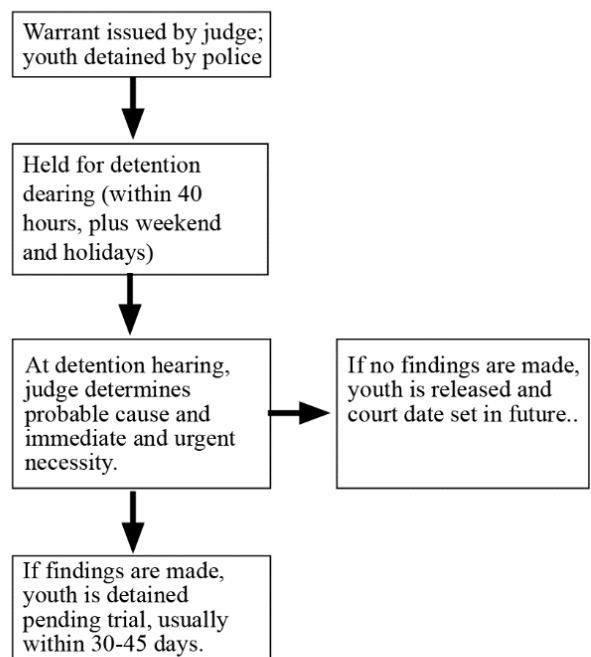 Warrant issued by judge;
youth detained by police
Held for detention
dearing (within 40
hours, plus weekend
and holidays)
At detention hearing,
judge determines
probable cause and
immediate and urgent
necessity.
If no findings are made,
youth is released and
court date set in future..
If findings are made,
youth is detained
pending trial, usually
within 30-45 days.